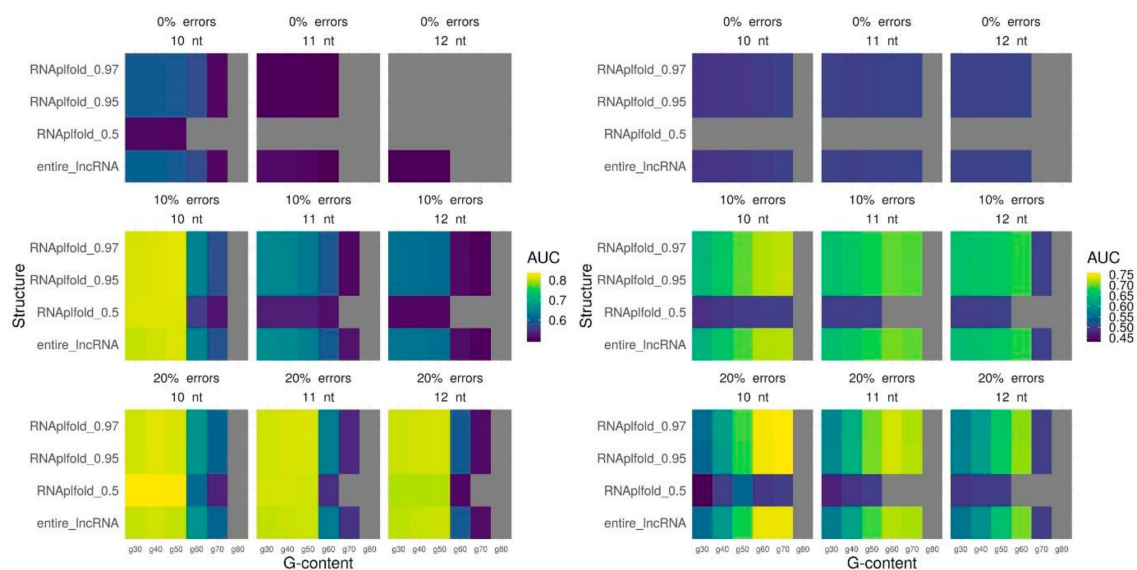 0% errors 0% errors 0% errors
10 nt 11 nt 12 nt
RNAplfold_0.97
RNAplfold_0.95
RNAplfold_0.5
entire_lncRNA
10% errors 10% errors 10% errors
10 nt 11 nt 12 nt
RNAplfold_0.97
RNAplfold_0.95
RNAplfold_0.5
entire_lncRNA
20% errors 20% errors 20% errors
10 nt 11 nt 12 nt
RNAplfold_0.97
RNAplfold_0.95
RNAplfold_0.5
entire_lncRNA
g30 g40 g50 g60 g70 g80 g30 g40 g50 g60 g70 g80 g30 g40 g50 g60 g70 g80
G-content
Structure
AUC
0.8
0.7
0.6
0% errors 0% errors 0% errors
10 nt 11 nt 12 nt
RNAplfold_0.97
RNAplfold_0.95
RNAplfold_0.5
entire_lncRNA
10% errors 10% errors 10% errors
10 nt 11 nt 12 nt
RNAplfold_0.97
RNAplfold_0.95
RNAplfold_0.5
entire_lncRNA
20% errors 20% errors 20% errors
10 nt 11 nt 12 nt
RNAplfold_0.97
RNAplfold_0.95
RNAplfold_0.5
entire_lncRNA
g30 g40 g50 g60 g70 g80 g30 g40 g50 g60 g70 g80 g30 g40 g50 g60 g70 g80
G-content
Structure
AUC
0.75
0.70
0.65
0.60
0.55
0.50
0.45